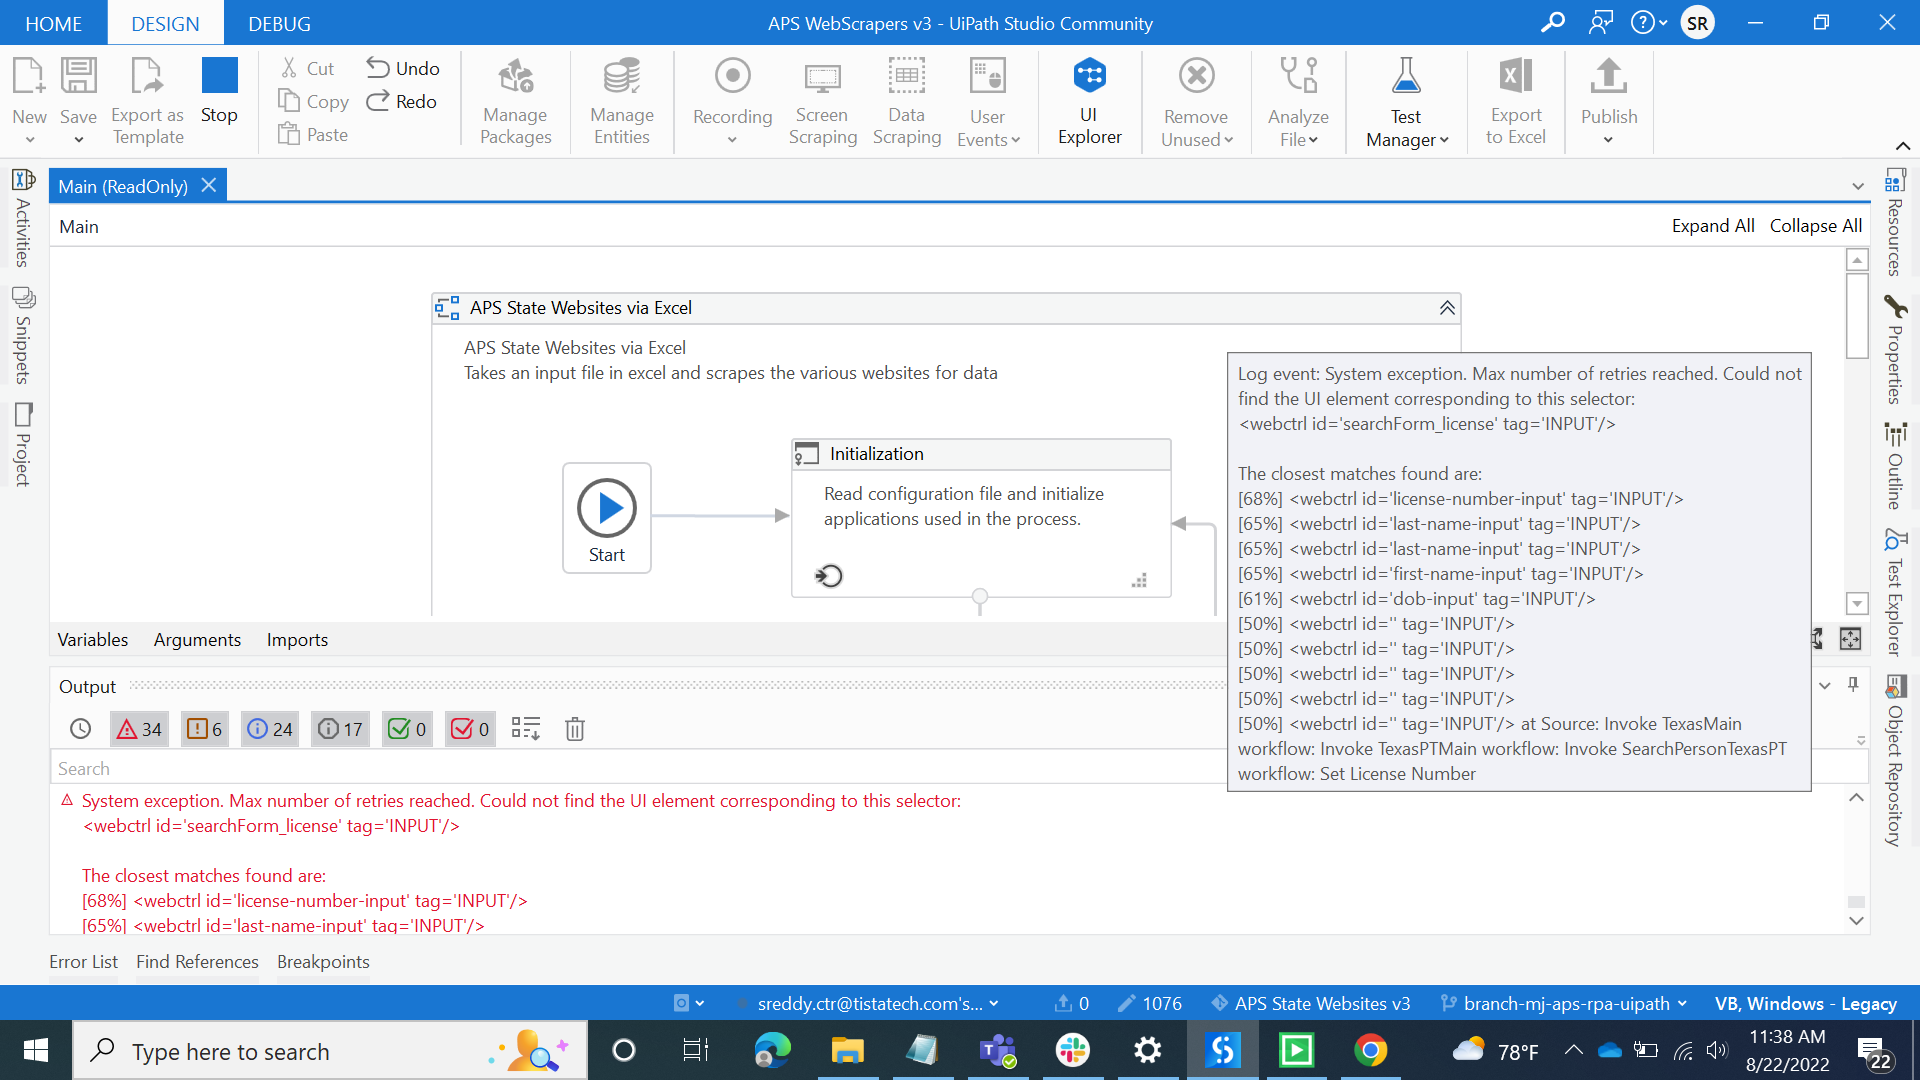 HOME
DESIGN
DEBUG
APS WebScrapers v3 - UiPath Studio Community
SR
New
Save
Export as
Template
Stop
Cut
Copy
Paste
Undo
Redo
Manage
Packages
Manage
Entities
Recording
Screen
Scraping
Data
Scraping
User
Events
UI
Explorer
Remove
Unused
Analyze
File
Test
Manager
Export
to Excel
Publish
Main (ReadOnly)
Main
Expand All
Collapse All
Activities
Snippets
Project
Resources
Properties
Outline
Test Explorer
Object Repository
APS State Websites via Excel
APS State Websites via Excel
Takes an input file in excel and scrapes the various websites for data
Start
Initialization
Read configuration file and initialize
applications used in the process.
Log event: System exception. Max number of retries reached. Could not
find the UI element corresponding to this selector:
<webctrl id='searchForm_license' tag='INPUT'/>
The closest matches found are:
[68%] <webctrl id='license-number-input' tag='INPUT'/>
[65%] <webctrl id='last-name-input' tag='INPUT'/>
[65%] <webctrl id='last-name-input' tag='INPUT'/>
[65%] <webctrl id='first-name-input' tag='INPUT'/>
[61%] <webctrl id='dob-input' tag='INPUT'/>
[50%] <webctrl id='' tag='INPUT'/>
[50%] <webctrl id='' tag='INPUT'/>
[50%] <webctrl id='' tag='INPUT'/>
[50%] <webctrl id='' tag='INPUT'/>
[50%] <webctrl id='' tag='INPUT'/> at Source: Invoke TexasMain
workflow: Invoke TexasPTMain workflow: Invoke SearchPersonTexasPT
workflow: Set License Number
Variables
Arguments
Imports
Output
34
6
24
17
0
0
Search
System exception. Max number of retries reached. Could not find the UI element corresponding to this selector:
<webctrl id='searchForm_license' tag='INPUT'/>
The closest matches found are:
[68%] <webctrl id='license-number-input' tag='INPUT'/>
[65%] <webctrl id='last-name-input' tag='INPUT'/>
Error List
Find References
Breakpoints
sreddy.ctr@tistatech.com's...
0
1076
APS State Websites v3
branch-mj-aps-rpa-uipath
VB, Windows - Legacy
Type here to search
78°F
11:38 AM
8/22/2022
22